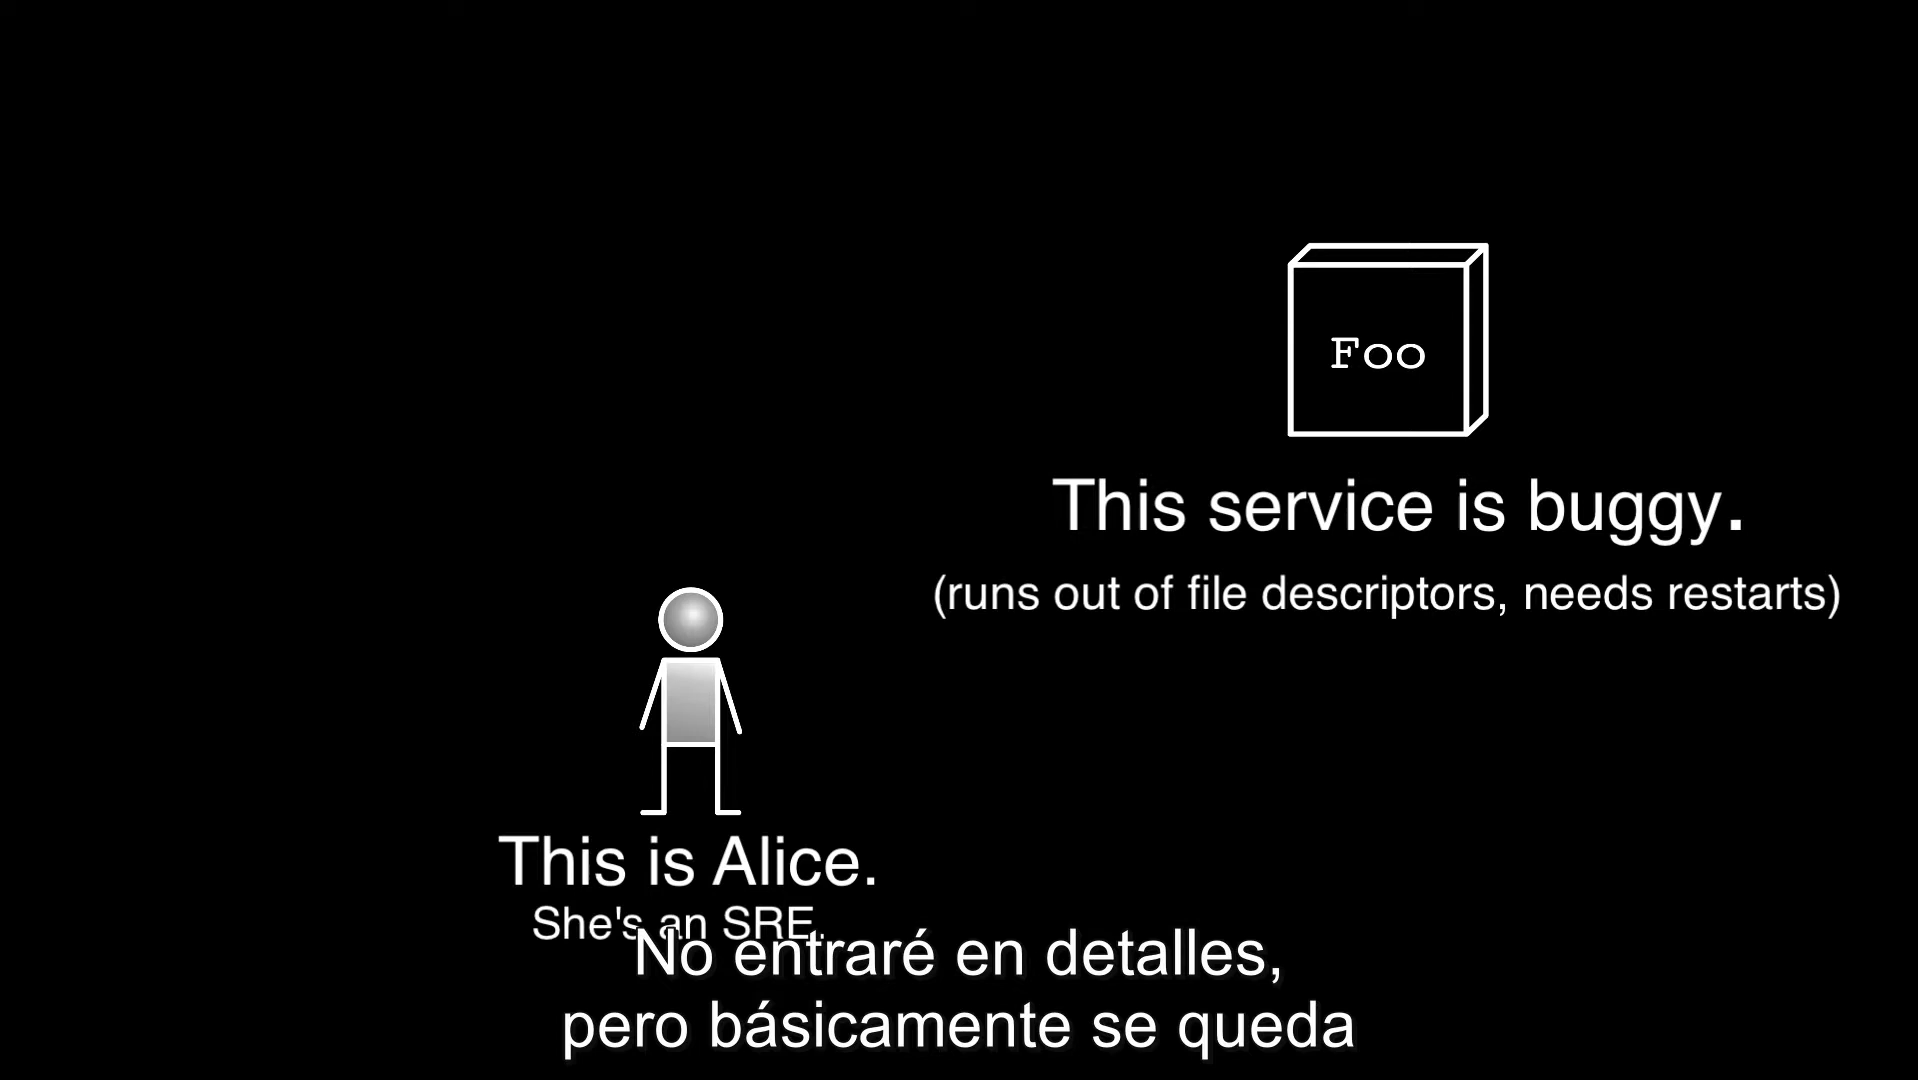 Foo
This service is buggy.
(runs out of file descriptors, needs restarts)
This is Alice.
She's an SRE.
No entraré en detalles,
pero básicamente se queda